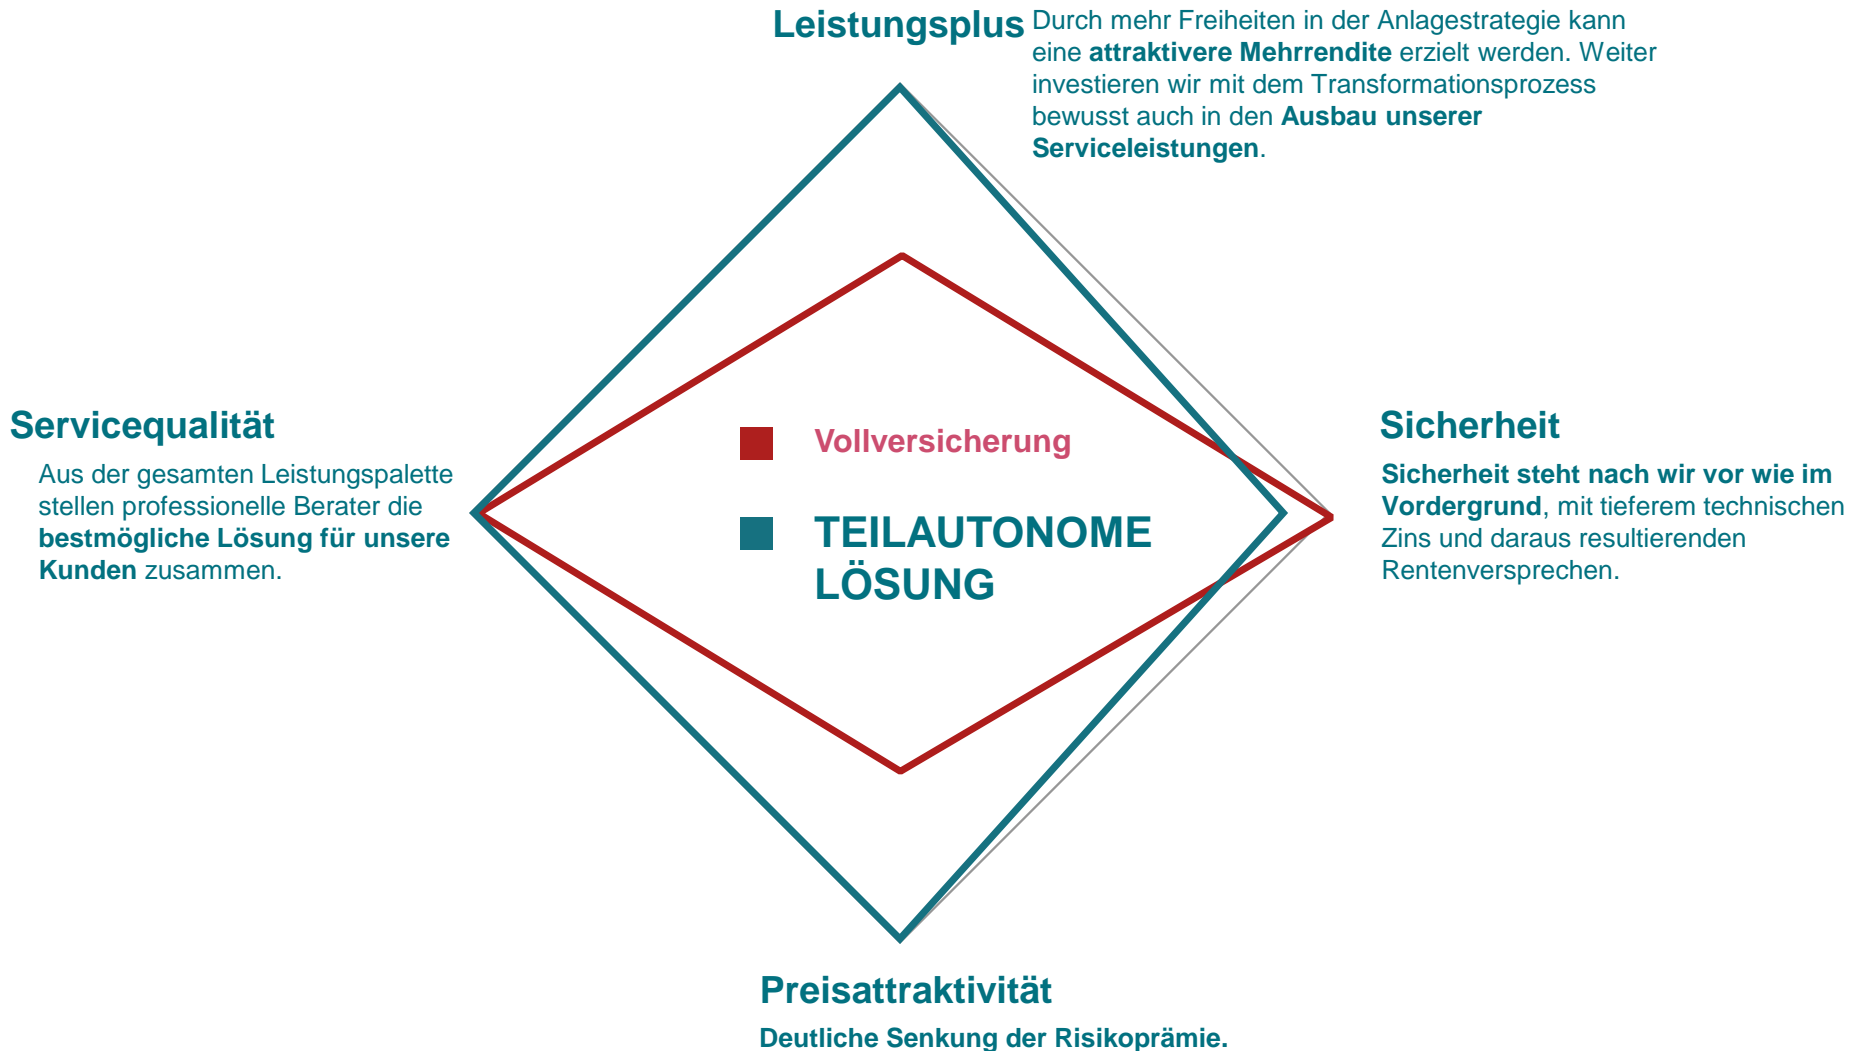 Leistungsplus
Durch mehr Freiheiten in der Anlagestrategie kann
eine attraktivere Mehrrendite erzielt werden. Weiter
investieren wir mit dem Transformationsprozess
bewusst auch in den Ausbau unserer
Serviceleistungen.
Servicequalität
Aus der gesamten Leistungspalette
stellen professionelle Berater die
bestmögliche Lösung für unsere
Kunden zusammen.
Vollversicherung
TEILAUTONOME
LÖSUNG
Sicherheit
Sicherheit steht nach wir vor wie im
Vordergrund, mit tieferem technischen
Zins und daraus resultierenden
Rentenversprechen.
Preisattraktivität
Deutliche Senkung der Risikoprämie.